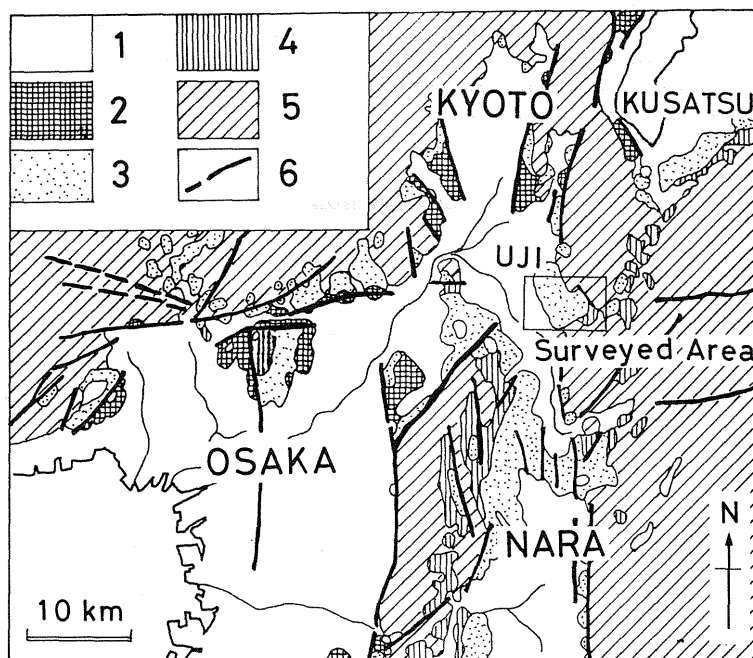 1 4
2 5
3 6
KYOTO
(KUSATSU
UJI
Surveyed Area
OSAKA
NARA
N
10 km